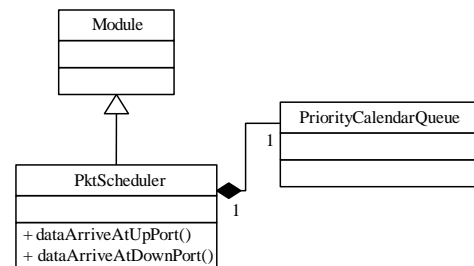 Module
PriorityCalendarQueue
1
PktScheduler
1
+ dataArriveAtUpPort()
+ dataArriveAtDownPort()